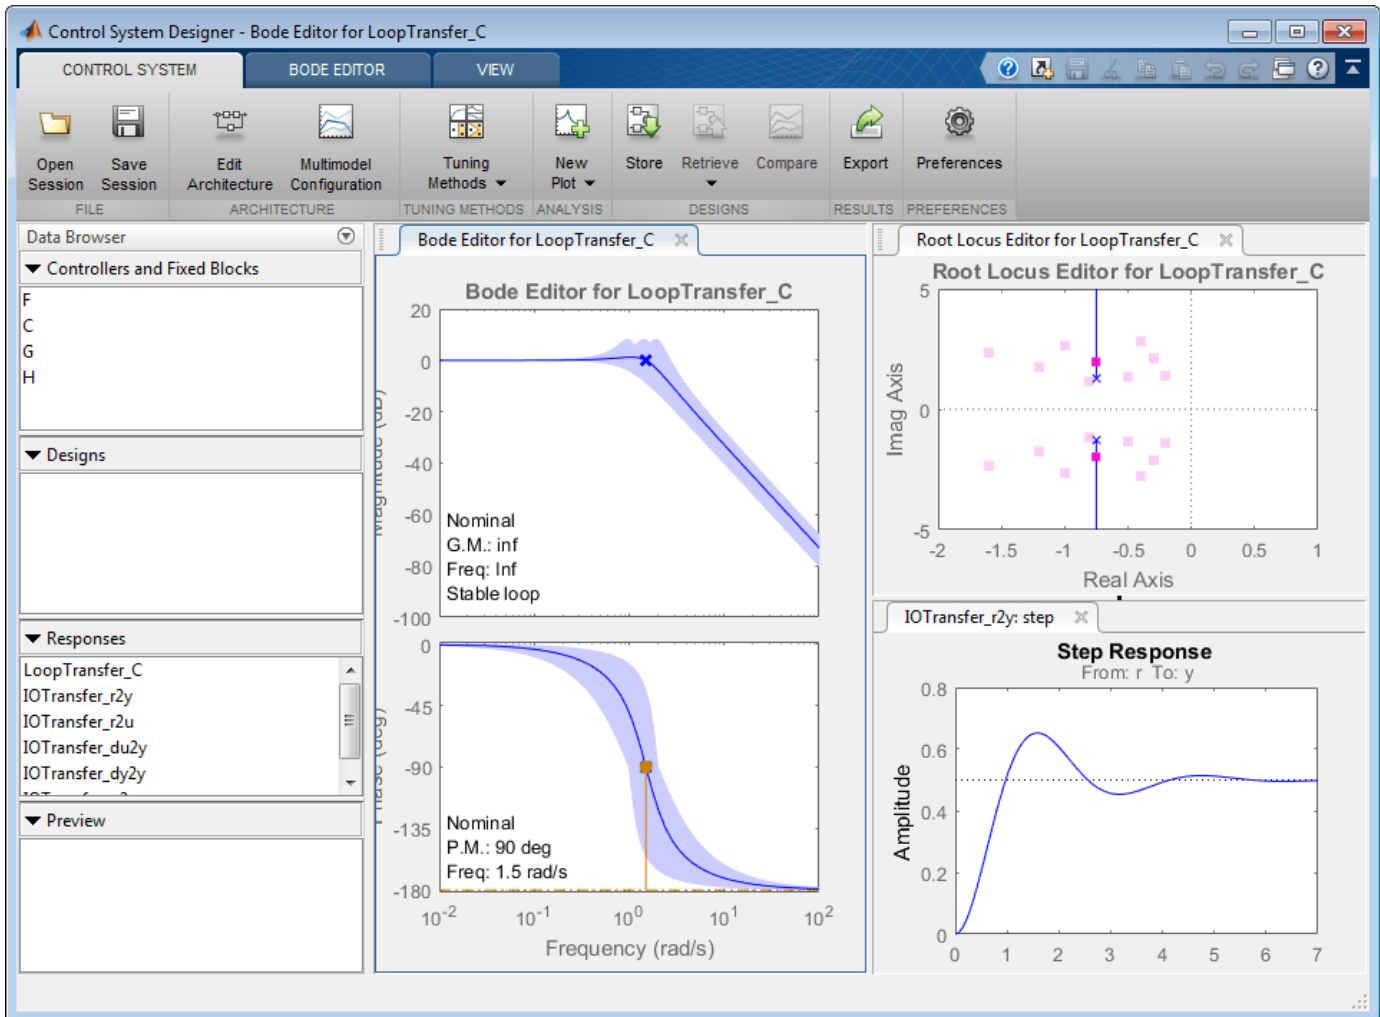 Control System Designer - Bode Editor for LoopTransfer_C
CONTROL SYSTEM
BODE EDITOR
VIEW
Open Session
Save Session
Edit Architecture
Multimodel Configuration
Tuning Methods
New Plot
Store
Retrieve
Compare
Export
Preferences
FILE
ARCHITECTURE
TUNING METHODS
ANALYSIS
DESIGNS
RESULTS
PREFERENCES
Data Browser
Controllers and Fixed Blocks
F
C
G
H
Designs
Responses
LoopTransfer_C
IOTransfer_r2y
IOTransfer_r2u
IOTransfer_du2y
IOTransfer_dy2y
Preview
Bode Editor for LoopTransfer_C
Bode Editor for LoopTransfer_C
20
0
-20
-40
-60
-80
-100
Magnitude (dB)
Nominal
G.M.: inf
Freq: Inf
Stable loop
0
-45
-90
-135
-180
Phase (deg)
Nominal
P.M.: 90 deg
Freq: 1.5 rad/s
10-2 10-1 100 101 102
Frequency (rad/s)
Root Locus Editor for LoopTransfer_C
Root Locus Editor for LoopTransfer_C
5
0
-5
Imag Axis
-2 -1.5 -1 -0.5 0 0.5 1
Real Axis
IOTransfer_r2y: step
Step Response
From: r To: y
0.8
0.6
0.4
0.2
0
Amplitude
0 1 2 3 4 5 6 7